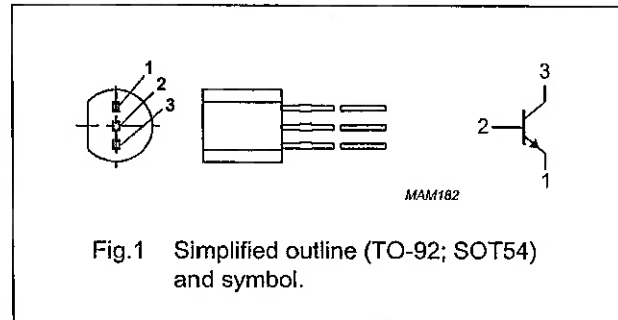 1
2
3
3
2
1
MAM182
Fig.1 Simplified outline (TO-92; SOT54)
and symbol.